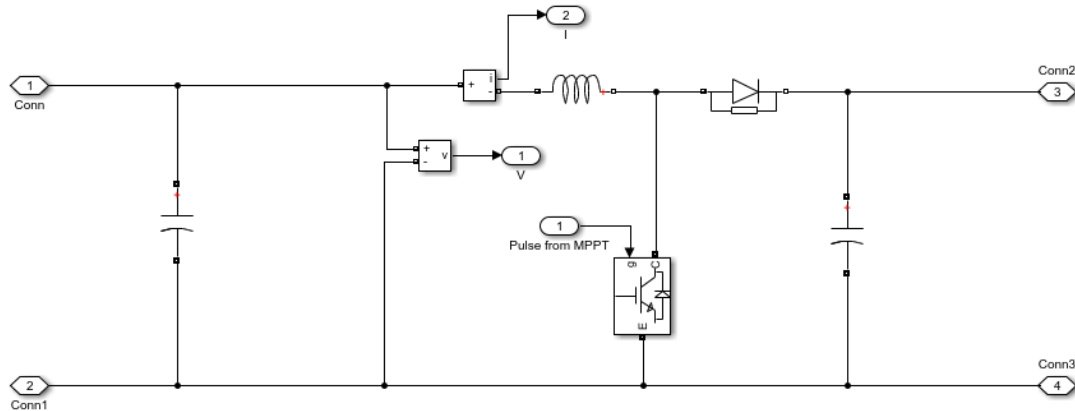 2
I
1
Conn
i
+
-
Conn2
3
+
-
v
1
V
1
Pulse from MPPT
g
C
E
2
Conn1
Conn3
4